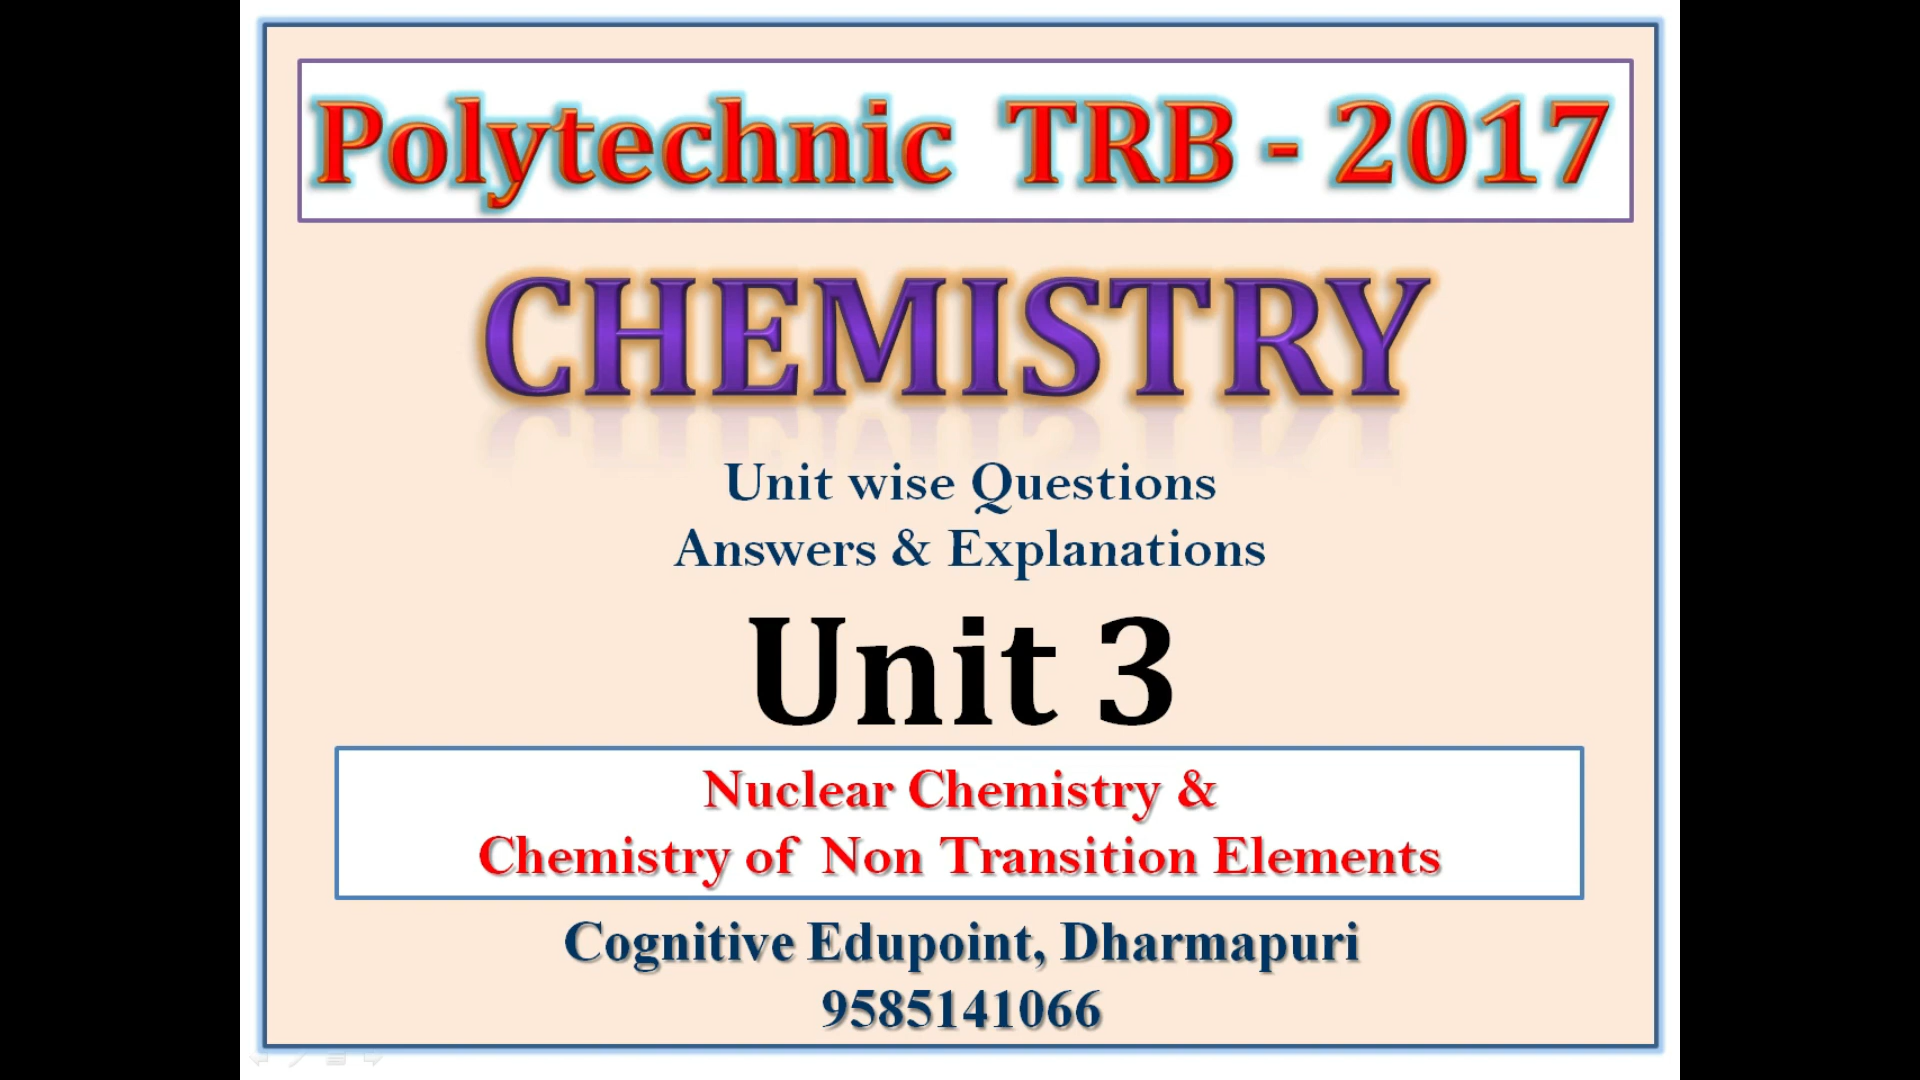 Polytechnic TRB - 2017
CHEMISTRY
Unit wise Questions
Answers & Explanations
Unit 3
Nuclear Chemistry &
Chemistry of Non Transition Elements
Cognitive Edupoint, Dharmapuri
9585141066